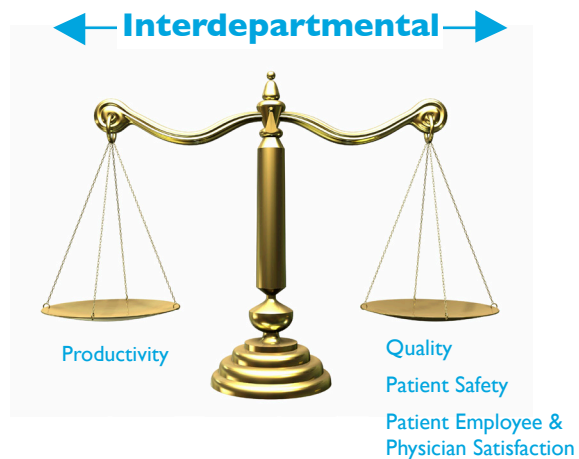 Interdepartmental
Productivity
Quality
Patient Safety
Patient Employee &
Physician Satisfaction